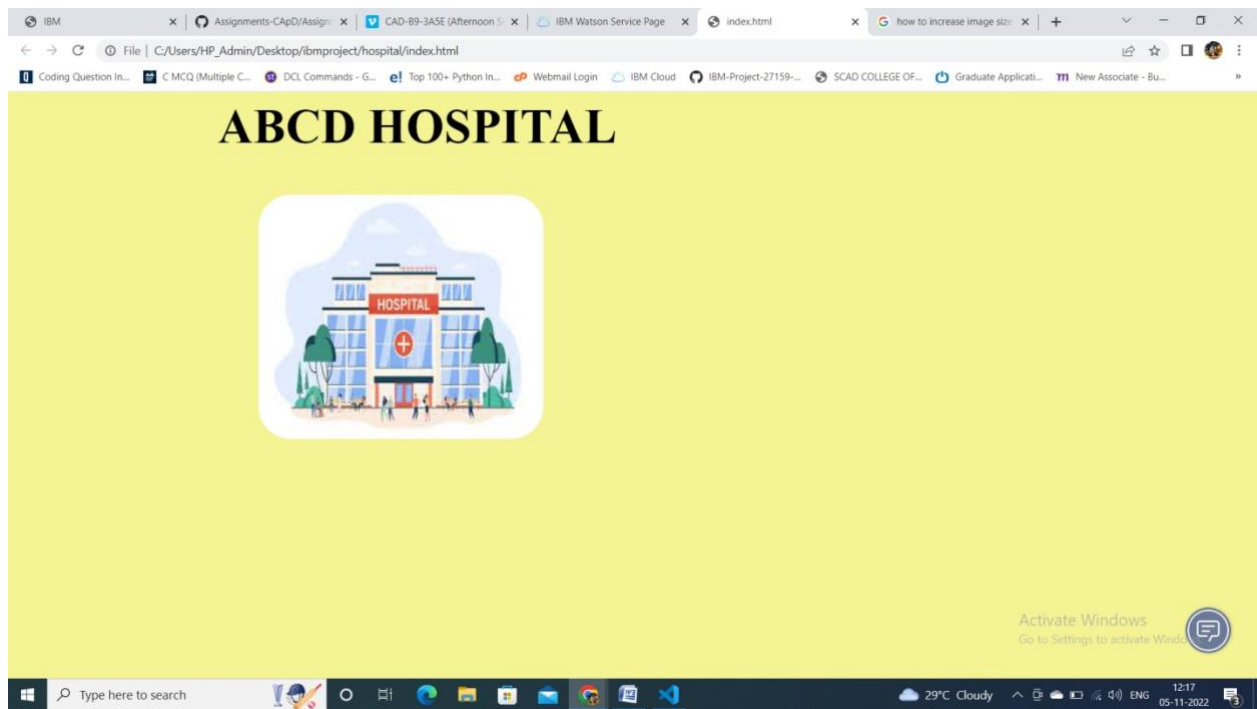 IBM
Assignments-CApD/Assign
CAD-B9-3A5E (Afternoon S
IBM Watson Service Page
index.html
how to increase image size
File | C:/Users/HP_Admin/Desktop/ibmproject/hospital/index.html
Coding Question In...
C MCQ (Multiple C...
DCL Commands - G...
Top 100+ Python In...
Webmail Login
IBM Cloud
IBM-Project-27159-...
SCAD COLLEGE OF...
Graduate Applicati...
New Associate - Bu...
»
ABCD HOSPITAL
HOSPITAL
Activate Windows
Go to Settings to activate Windo
Type here to search
29°C Cloudy
ENG
12:17
05-11-2022
3